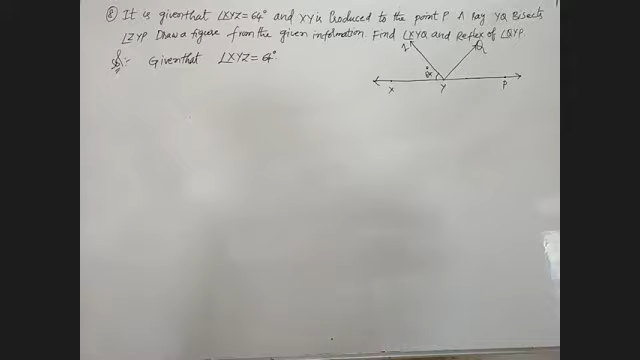 ⑧ It is given that ∠XYZ = 64° and XY is Produced to the point P A Ray YQ Bisects
∠ZYP Draw a figure from the given information Find ∠XYQ and Reflex of ∠QYP
Sol:- Given that ∠XYZ = 64°
Z Q
64°
X Y P